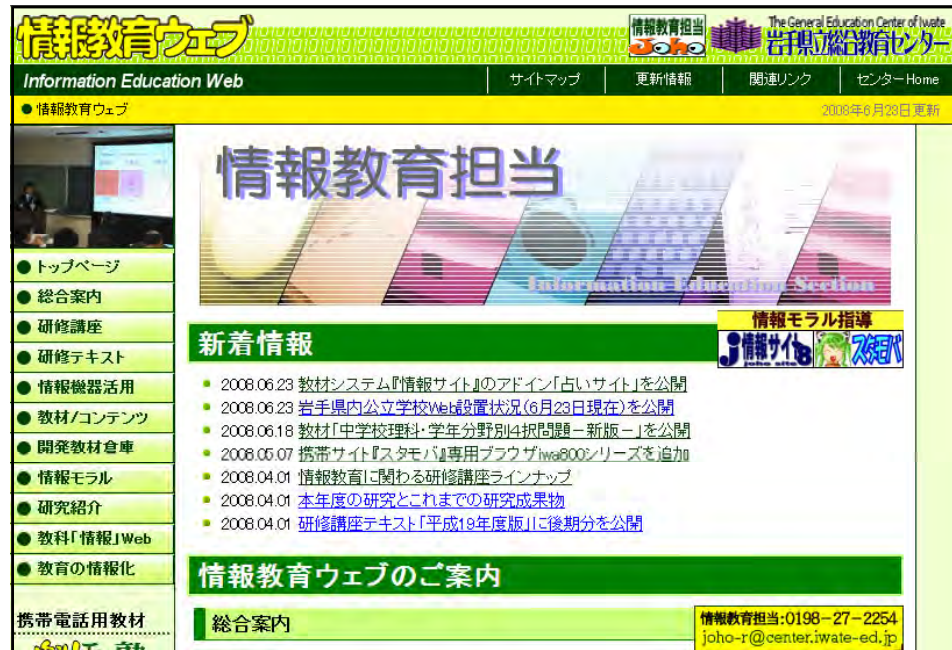 情報教育ウェブ
情報教育担当
Joho
The General Education Center of Iwate
岩手県立総合教育センター
Information Education Web
サイトマップ
更新情報
関連リンク
センターHome
●情報教育ウェブ
2008年6月23日更新
情報教育担当
Information Education Section
●トップページ
●総合案内
●研修講座
●研修テキスト
●情報機器活用
●教材/コンテンツ
●開発教材倉庫
●情報モラル
●研究紹介
●教科「情報」Web
●教育の情報化
携帯電話用教材
新着情報
情報モラル指導
情報サイト
スタモバ
2008.06.23 教材システム『情報サイト』のアドイン「占いサイト」を公開
2008.06.23 岩手県内公立学校Web設置状況(6月23日現在)を公開
2008.06.18 教材「中学校理科・学年分野別4択問題－新版－」を公開
2008.05.07 携帯サイト『スタモバ』専用ブラウザiwa800シリーズを追加
2008.04.01 情報教育に関わる研修講座ラインナップ
2008.04.01 本年度の研究とこれまでの研究成果物
2008.04.01 研修講座テキスト「平成19年度版」に後期分を公開
情報教育ウェブのご案内
総合案内
情報教育担当:0198-27-2254
joho-r@center.iwate-ed.jp